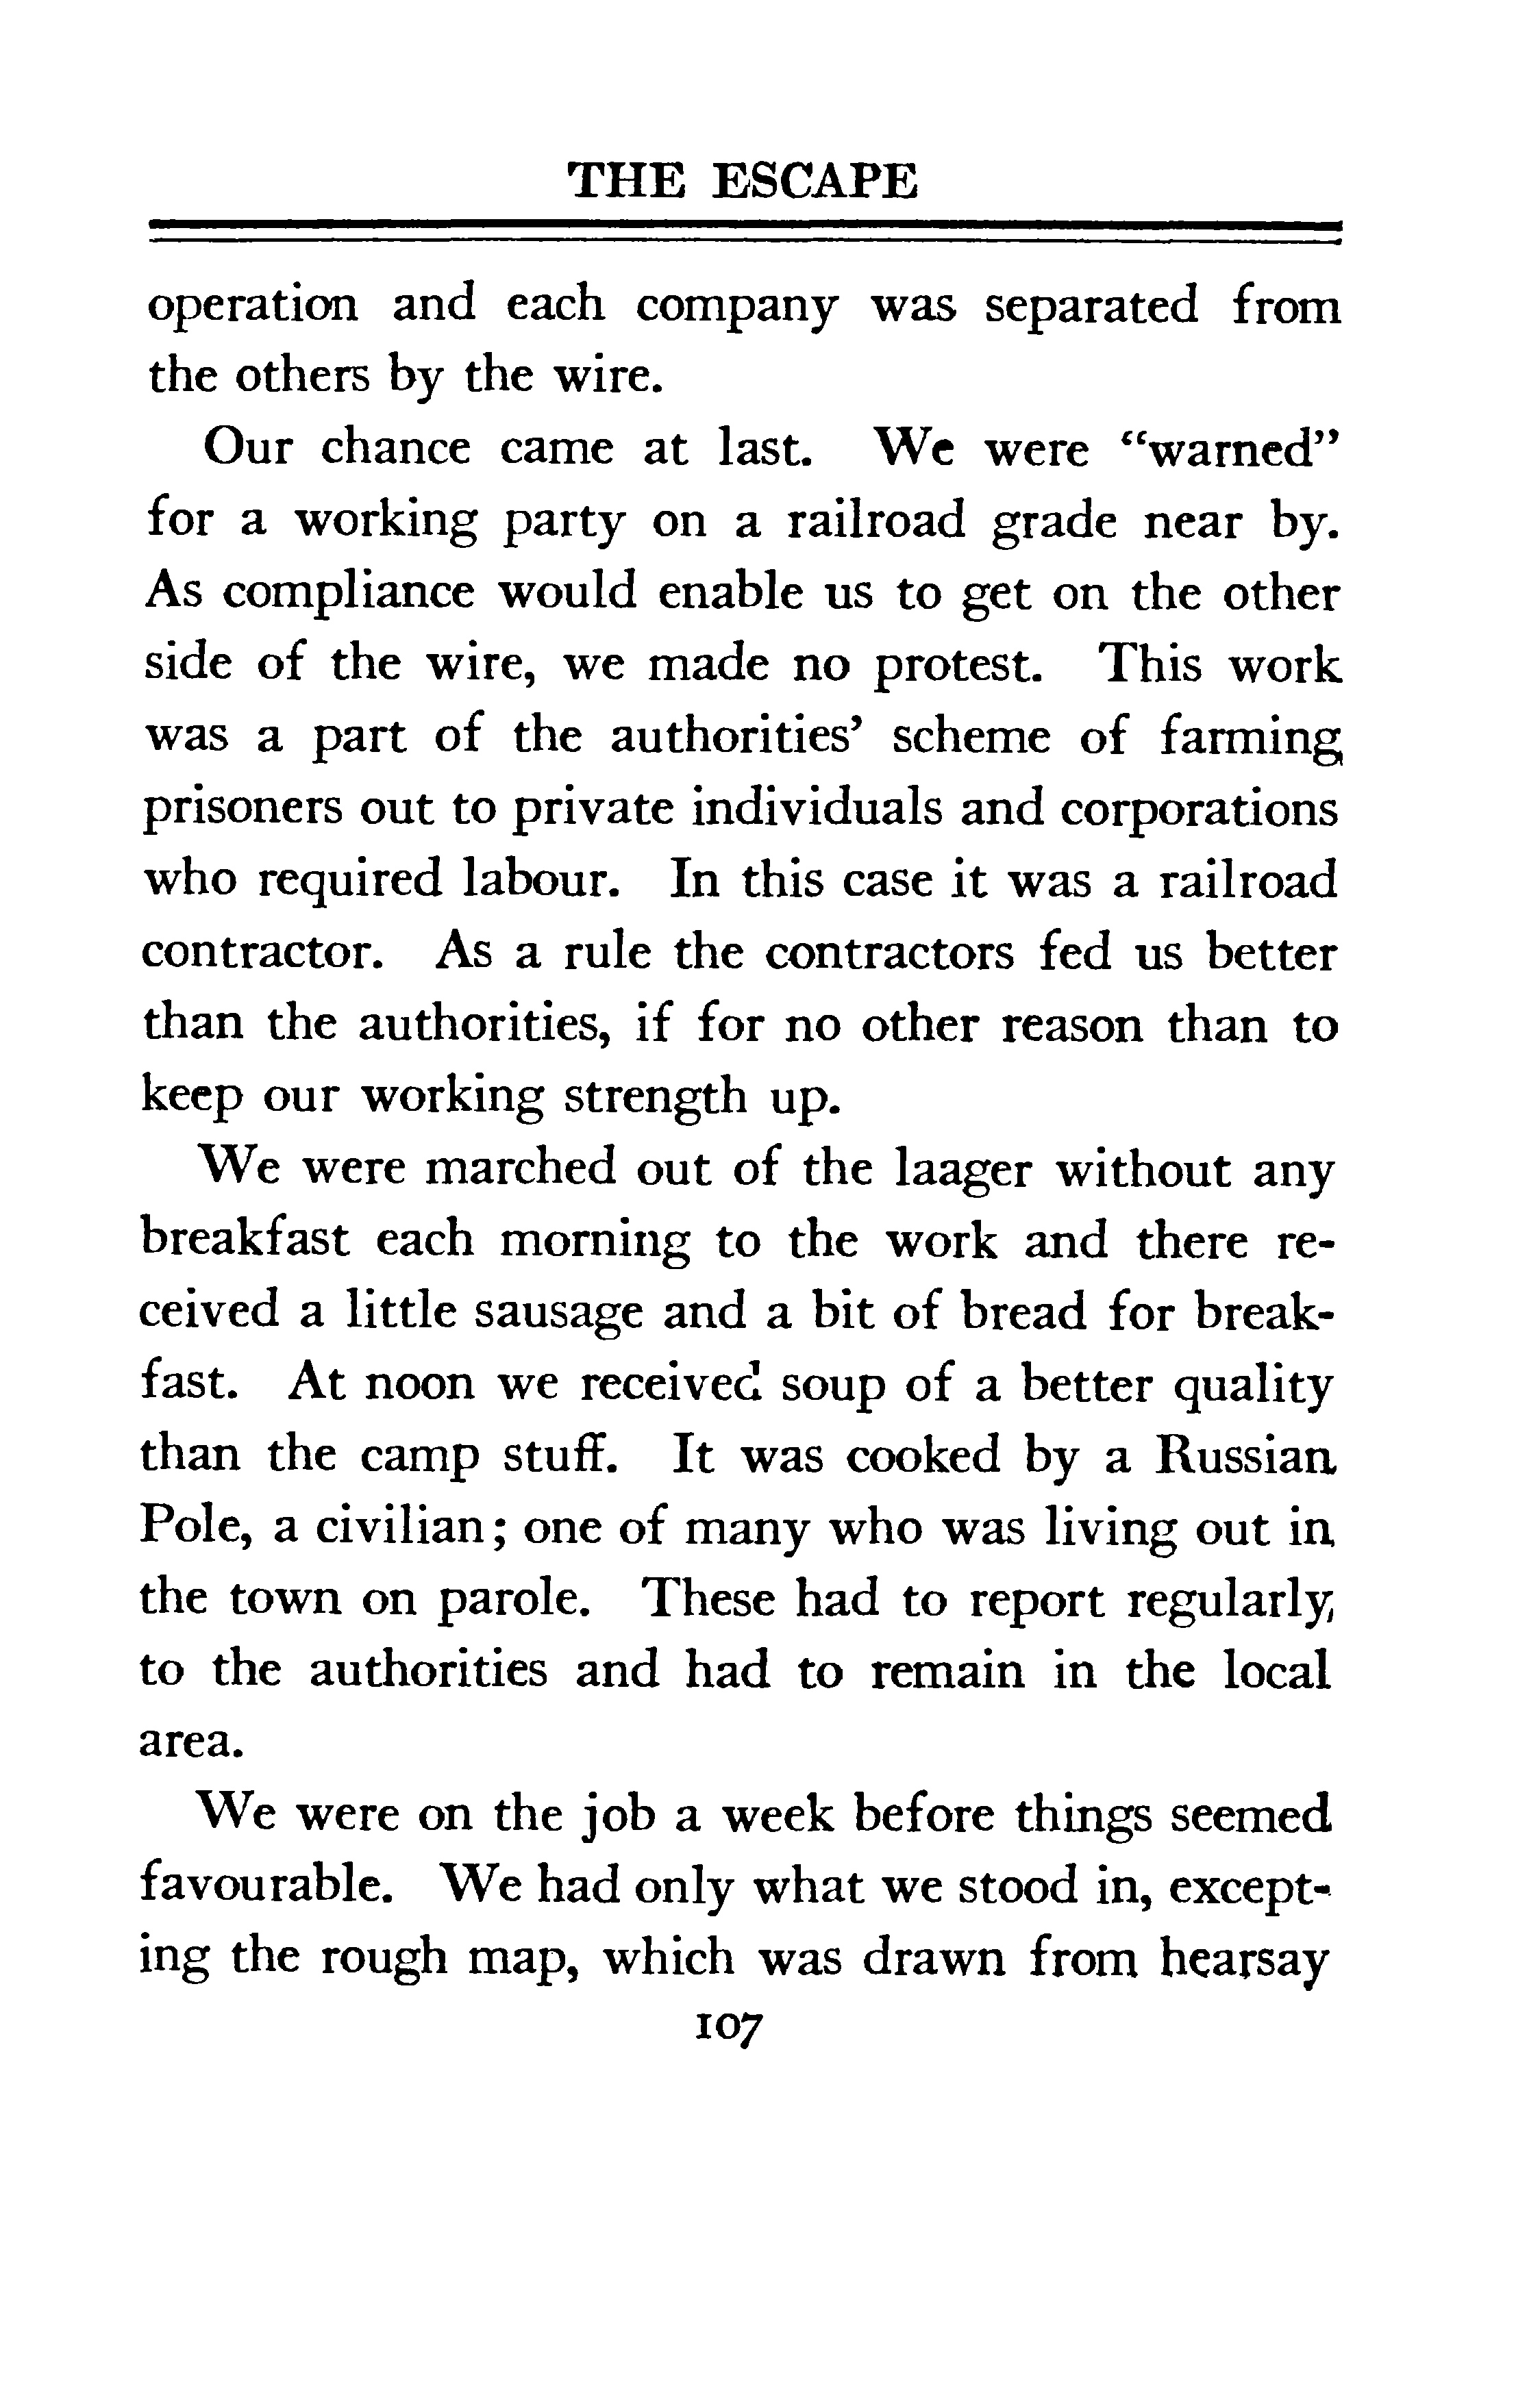 THE ESCAPE
operation and each company was separated from
the others by the wire.
Our chance came at last. We were “warned”
for a working party on a railroad grade near by.
As compliance would enable us to get on the other
side of the wire, we made no protest. This work
was a part of the authorities’ scheme of farming
prisoners out to private individuals and corporations
who required labour. In this case it was a railroad
contractor. As a rule the contractors fed us better
than the authorities, if for no other reason than to
keep our working strength up.
We were marched out of the laager without any
breakfast each morning to the work and there re-
ceived a little sausage and a bit of bread for break-
fast. At noon we received soup of a better quality
than the camp stuff. It was cooked by a Russian
Pole, a civilian; one of many who was living out in
the town on parole. These had to report regularly
to the authorities and had to remain in the local
area.
We were on the job a week before things seemed
favourable. We had only what we stood in, except-
ing the rough map, which was drawn from hearsay
107